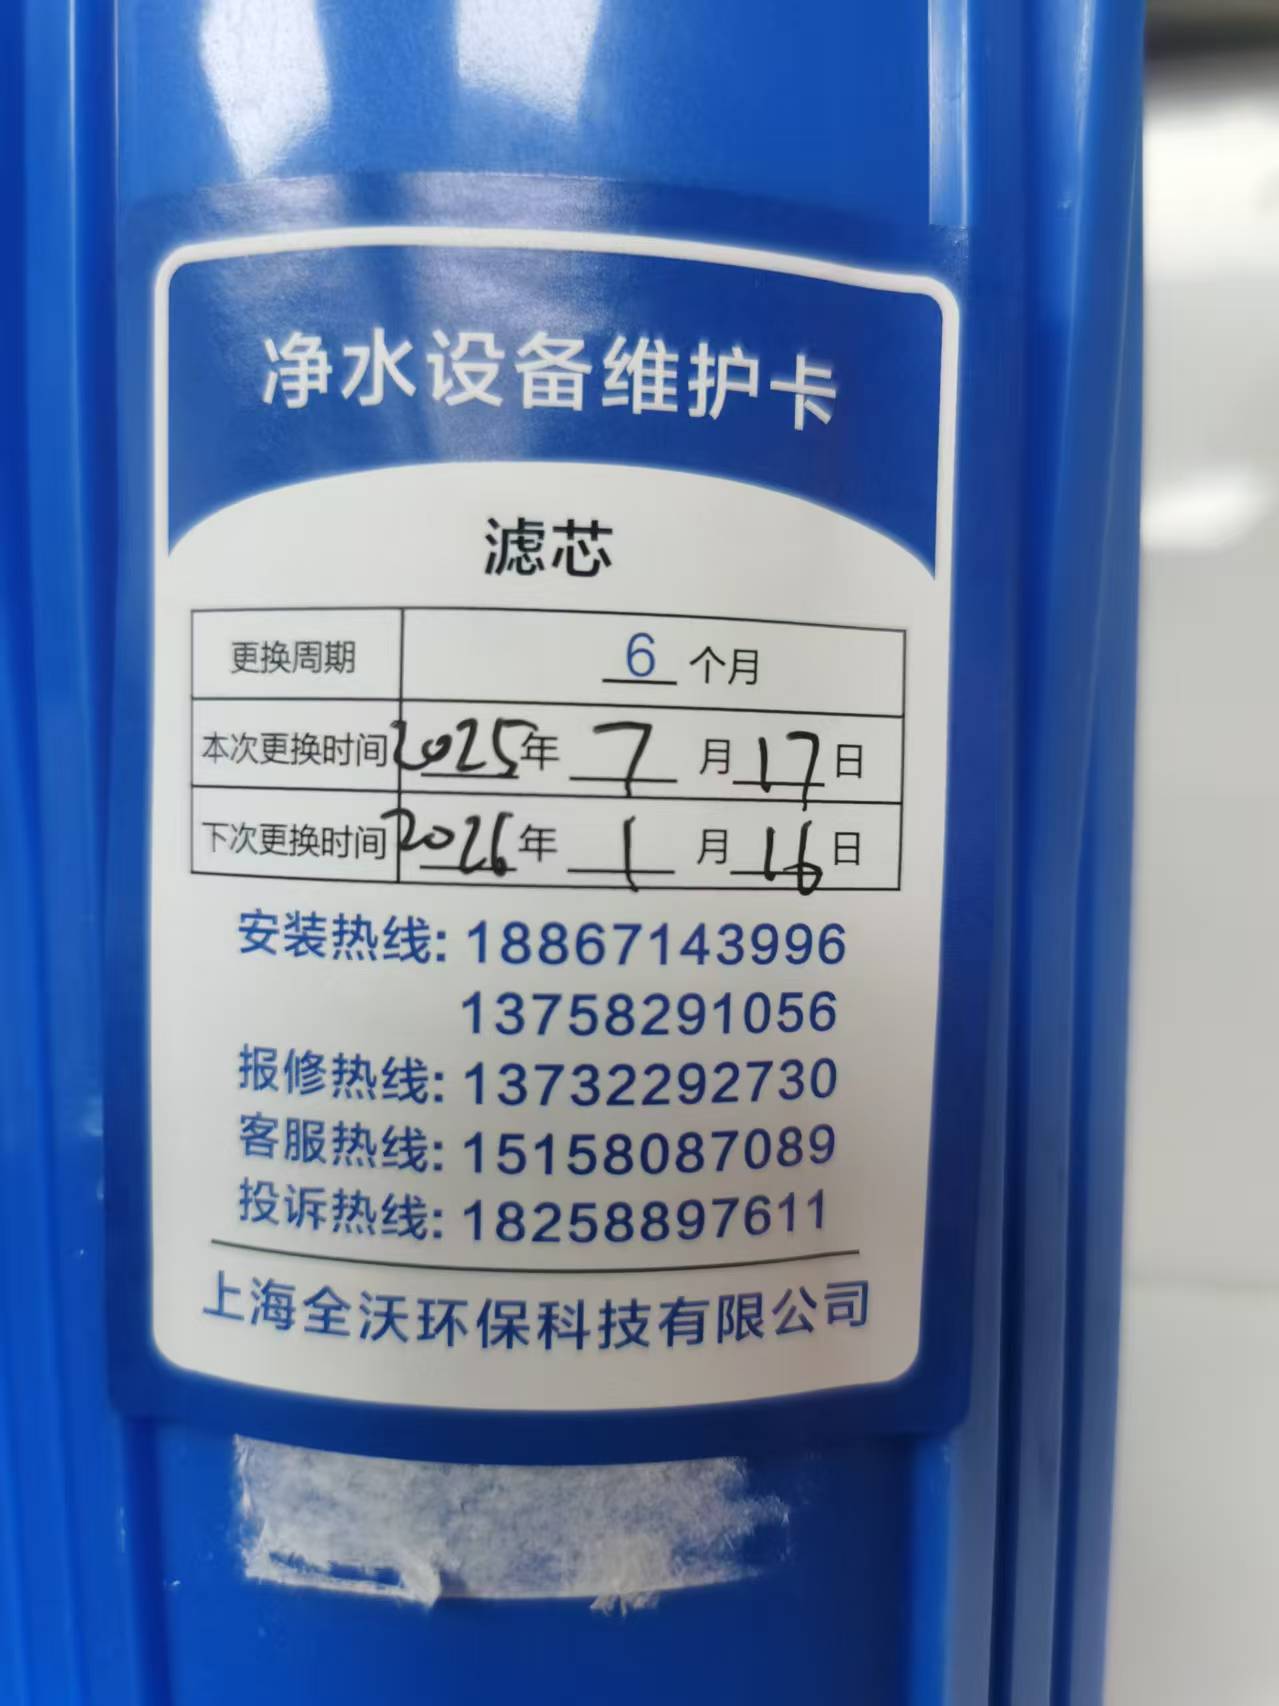 净水设备维护卡
滤芯
更换周期 6 个月
本次更换时间 2025年 7 月 17 日
下次更换时间 2026年 1 月 16 日
安装热线: 18867143996
13758291056
报修热线: 13732292730
客服热线: 15158087089
投诉热线: 18258897611
上海全沃环保科技有限公司